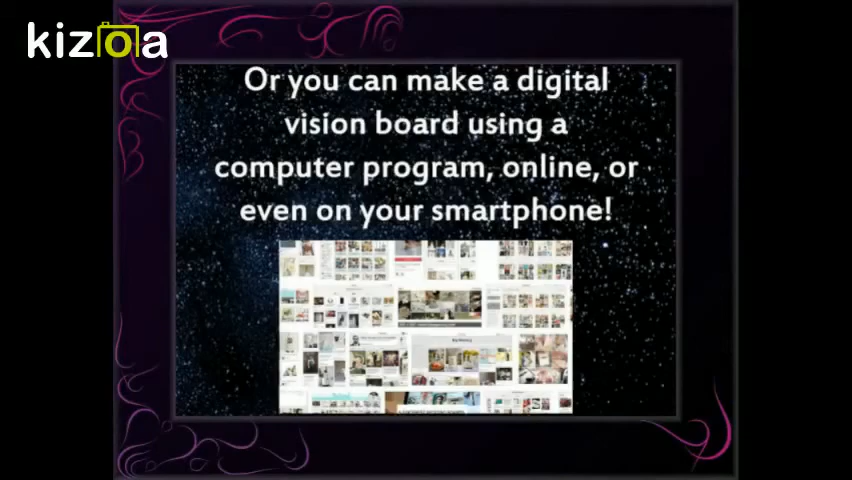 kizoa
Or you can make a digital
vision board using a
computer program, online, or
even on your smartphone!